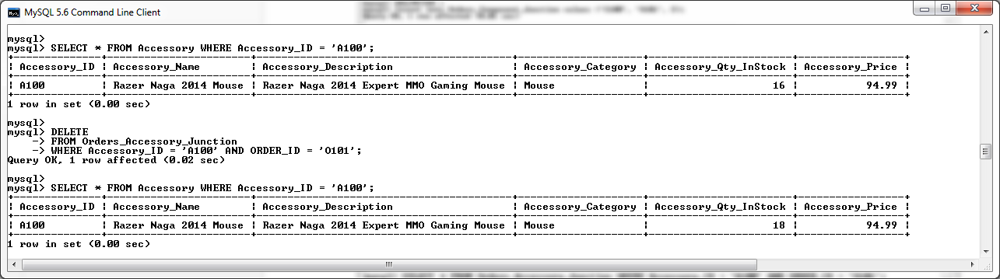 MySQL 5.6 Command Line Client
mysql>
mysql> SELECT * FROM Accessory WHERE Accessory_ID = 'A100';
| Accessory_ID | Accessory_Name | Accessory_Description | Accessory_Category | Accessory_Qty_InStock | Accessory_Price |
| A100 | Razer Naga 2014 Mouse | Razer Naga 2014 Expert MMO Gaming Mouse | Mouse | 16 | 94.99 |
1 row in set (0.00 sec)
mysql>
mysql> DELETE
-> FROM Orders_Accessory_Junction
-> WHERE Accessory_ID = 'A100' AND ORDER_ID = 'O101';
Query OK, 1 row affected (0.02 sec)
mysql>
mysql> SELECT * FROM Accessory WHERE Accessory_ID = 'A100';
| Accessory_ID | Accessory_Name | Accessory_Description | Accessory_Category | Accessory_Qty_InStock | Accessory_Price |
| A100 | Razer Naga 2014 Mouse | Razer Naga 2014 Expert MMO Gaming Mouse | Mouse | 18 | 94.99 |
1 row in set (0.00 sec)